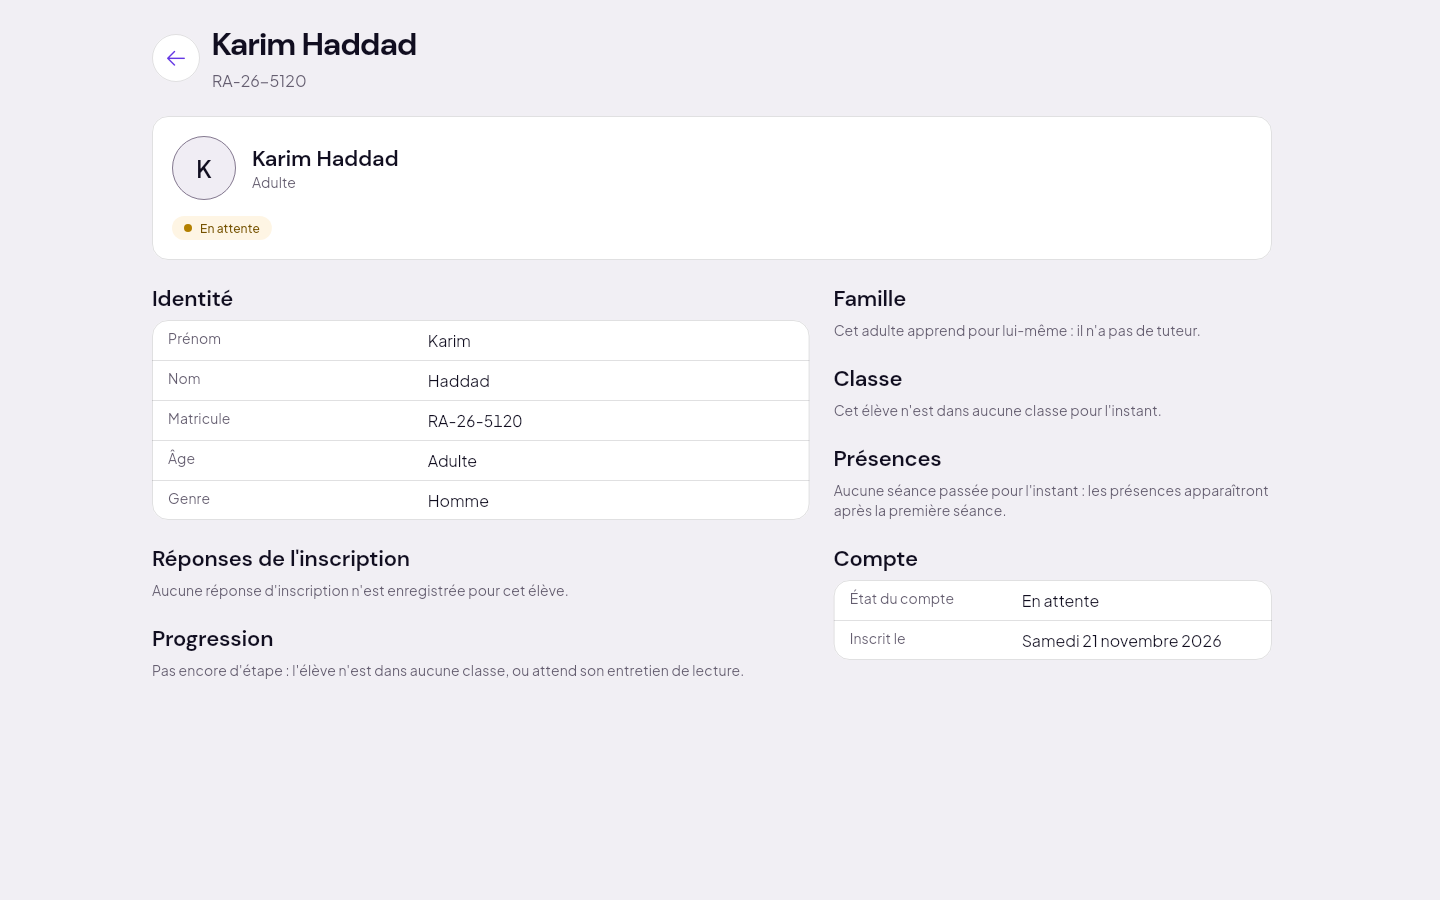 Karim Haddad
RA-26-5120
K
Karim Haddad
Adulte
En attente
Identité
Prénom Karim
Nom Haddad
Matricule RA-26-5120
Âge Adulte
Genre Homme
Réponses de l'inscription
Aucune réponse d'inscription n'est enregistrée pour cet élève.
Progression
Pas encore d'étape : l'élève n'est dans aucune classe, ou attend son entretien de lecture.
Famille
Cet adulte apprend pour lui-même : il n'a pas de tuteur.
Classe
Cet élève n'est dans aucune classe pour l'instant.
Présences
Aucune séance passée pour l'instant : les présences apparaîtront
après la première séance.
Compte
État du compte En attente
Inscrit le Samedi 21 novembre 2026